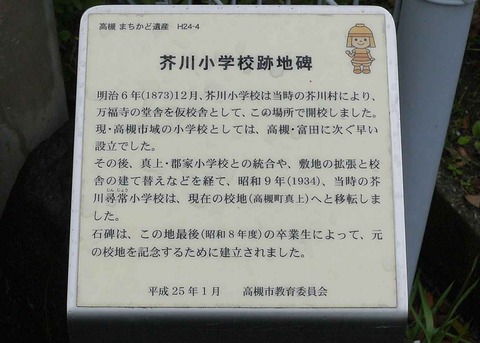 高槻 まちかど遺産 H24-4
芥川小学校跡地碑
明治6年(1873)12月、芥川小学校は当時の芥川村により、
万福寺の堂舎を仮校舎として、この場所で開校しました。
現・高槻市域の小学校としては、高槻・富田に次ぐ早い
設立でした。
その後、真上・郡家小学校との統合や、敷地の拡張と校
舎の建て替えなどを経て、昭和9年(1934)、当時の芥
川尋常小学校は、現在の校地(高槻町真上)へと移転しま
した。
石碑は、この地最後(昭和8年度)の卒業生によって、元
の校地を記念するために建立されました。
平成25年1月 高槻市教育委員会